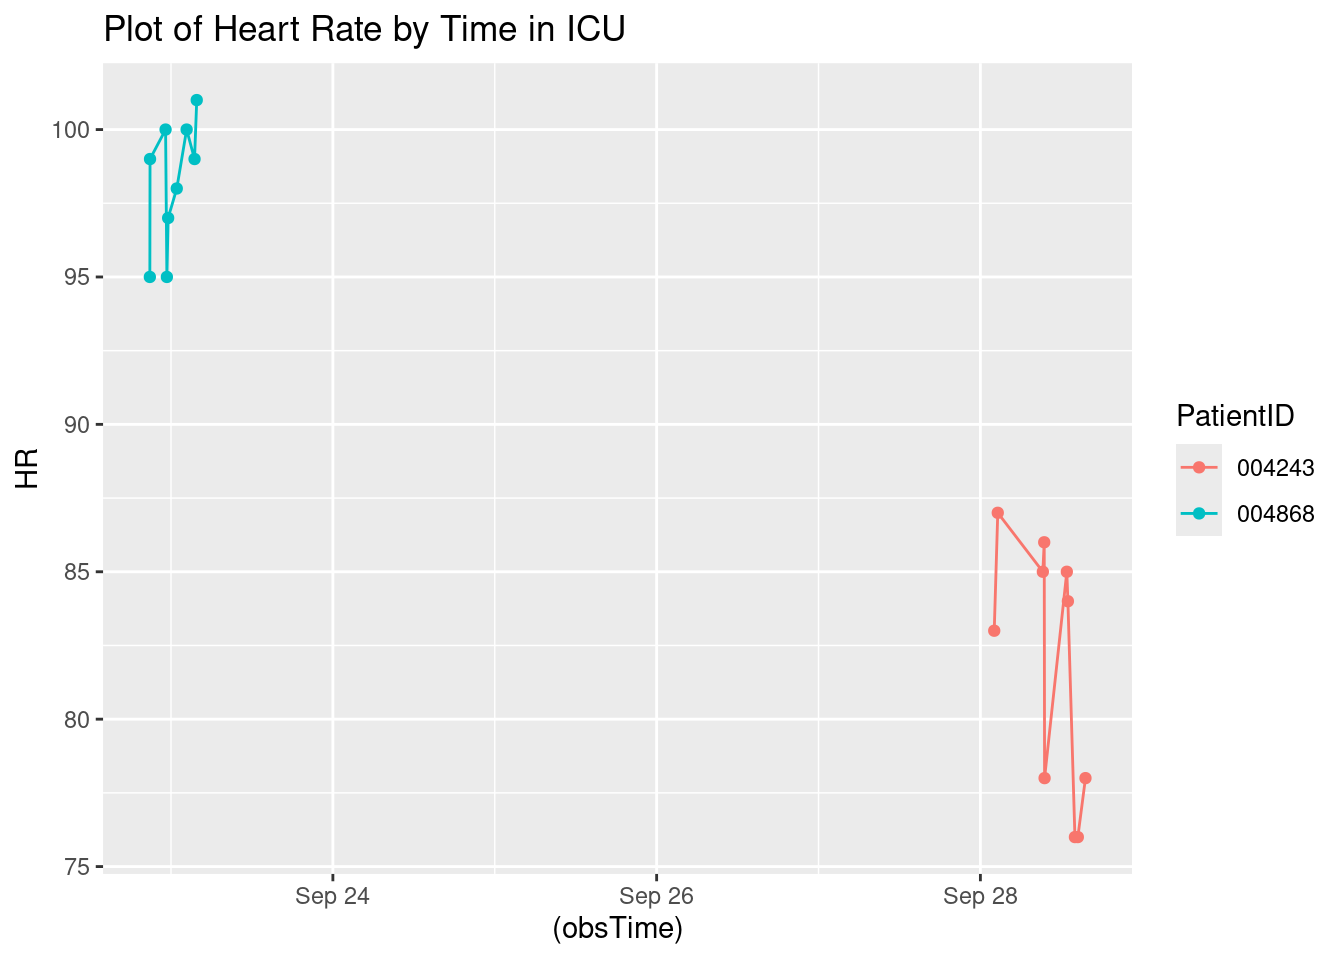 Plot of Heart Rate by Time in ICU
100
95
90
85
80
75
HR
Sep 24
Sep 26
Sep 28
(obsTime)
PatientID
004243
004868